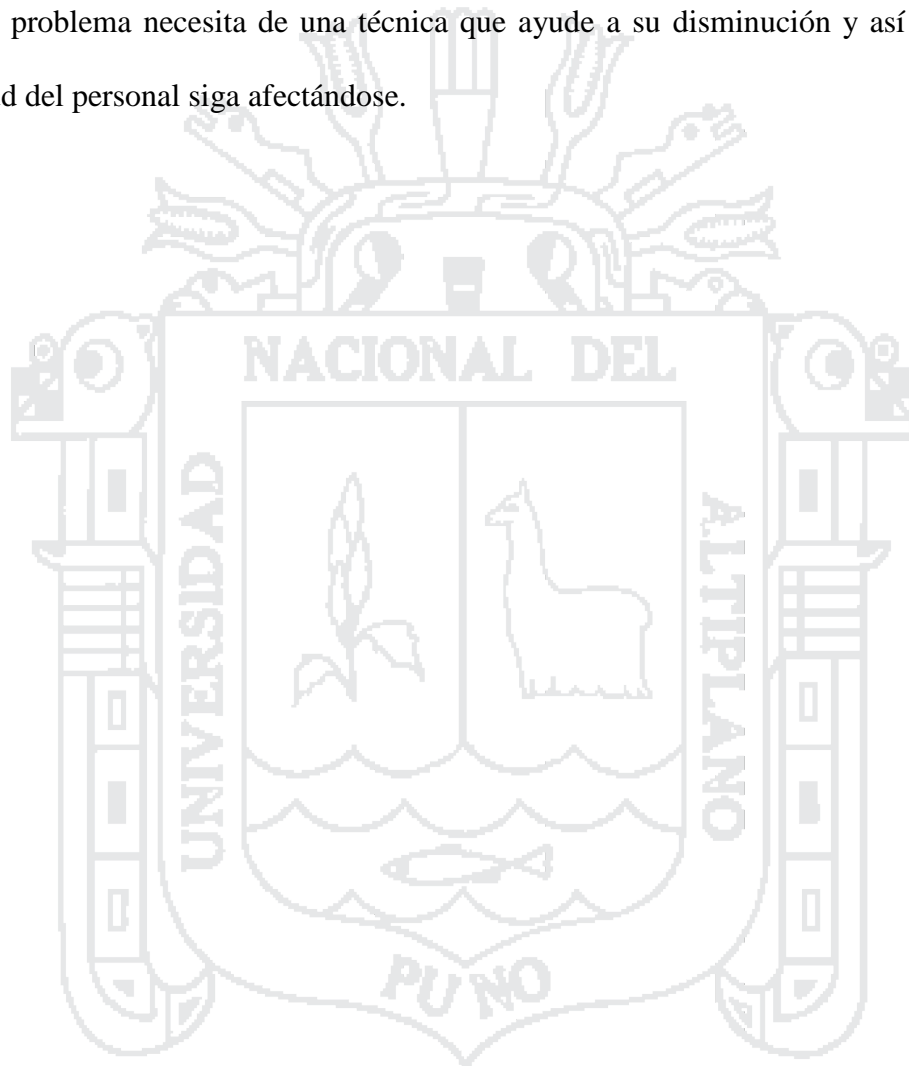 problema necesita de una técnica que ayude a su disminución y así
d del personal siga afectándose.
NACIONAL DEL
UNIVERSIDAD
ALTIPLANO
PUNO